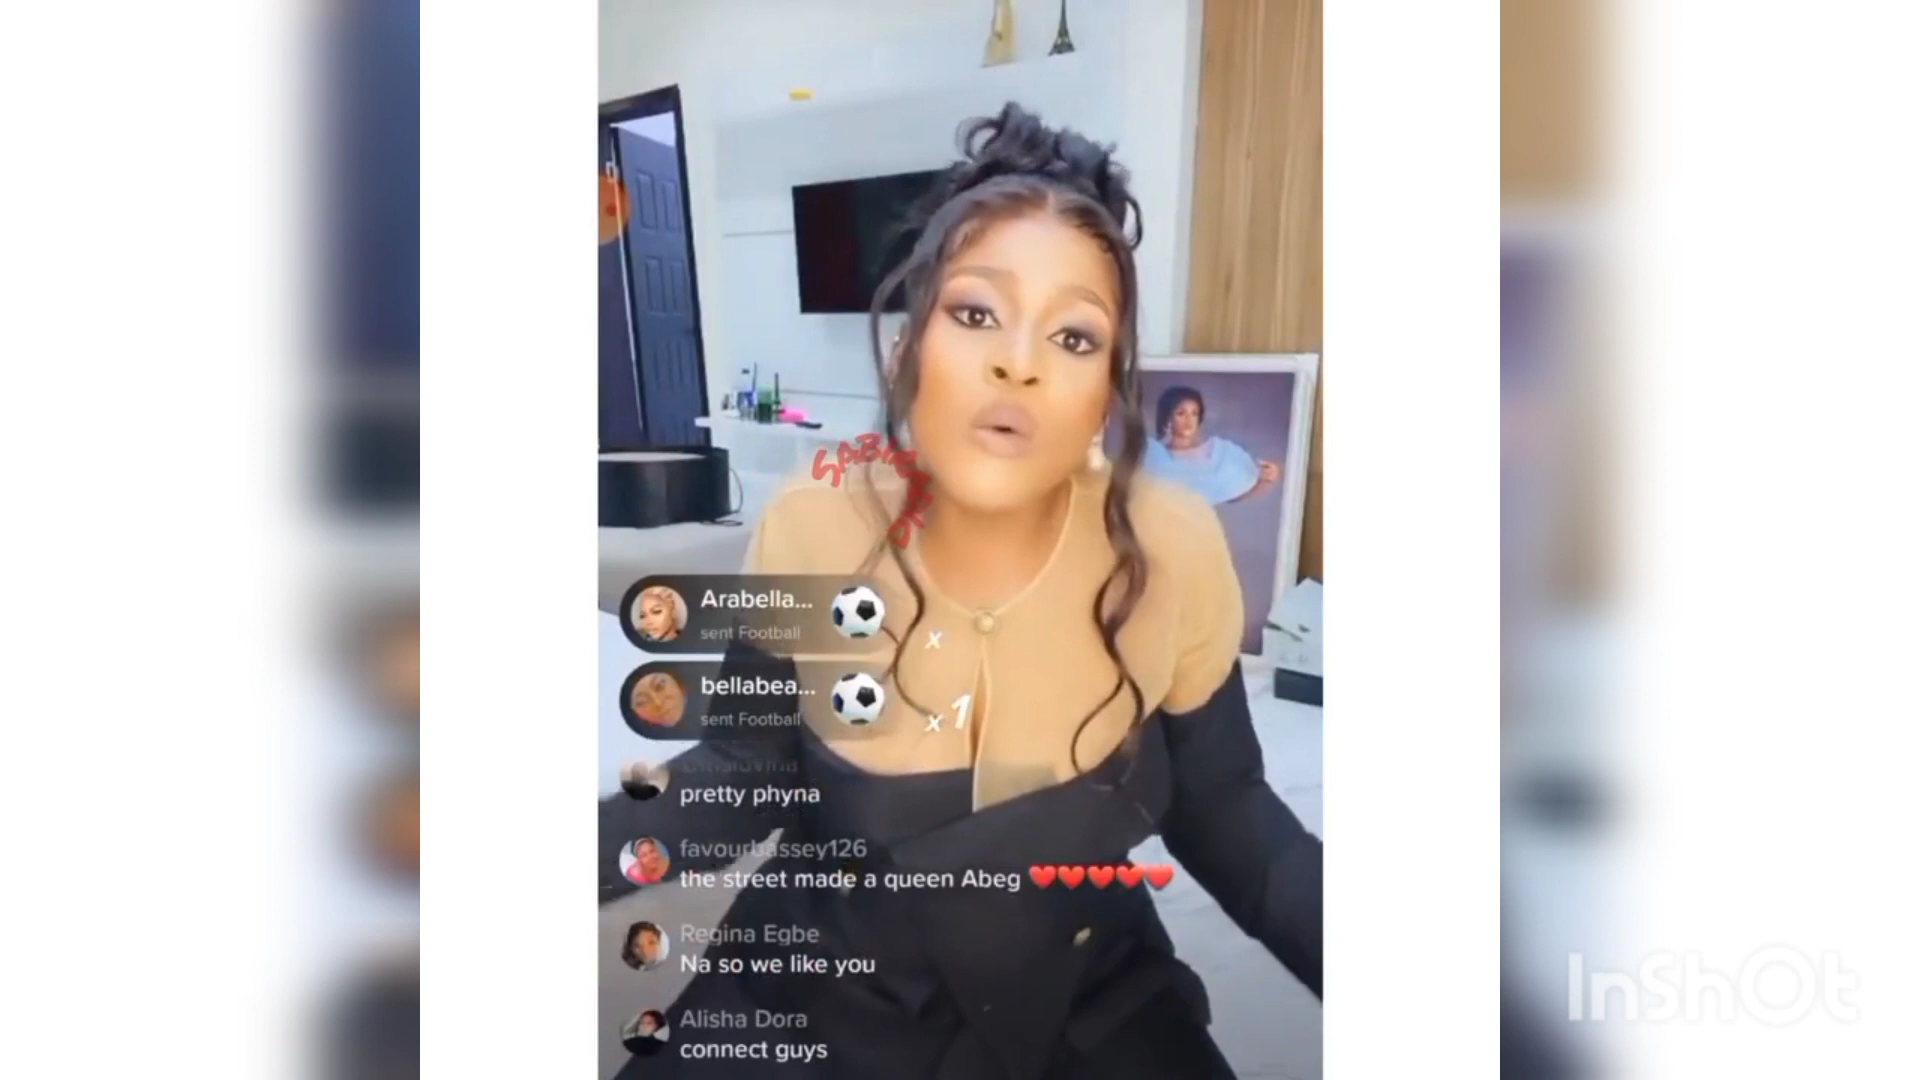 Arabella...
sent Football
x
bellabea...
sent Football
x1
pretty phyna
favourbassey126
the street made a queen Abeg ❤️❤️❤️❤️❤️
Regina Egbe
Na so we like you
Alisha Dora
connect guys
InShOt